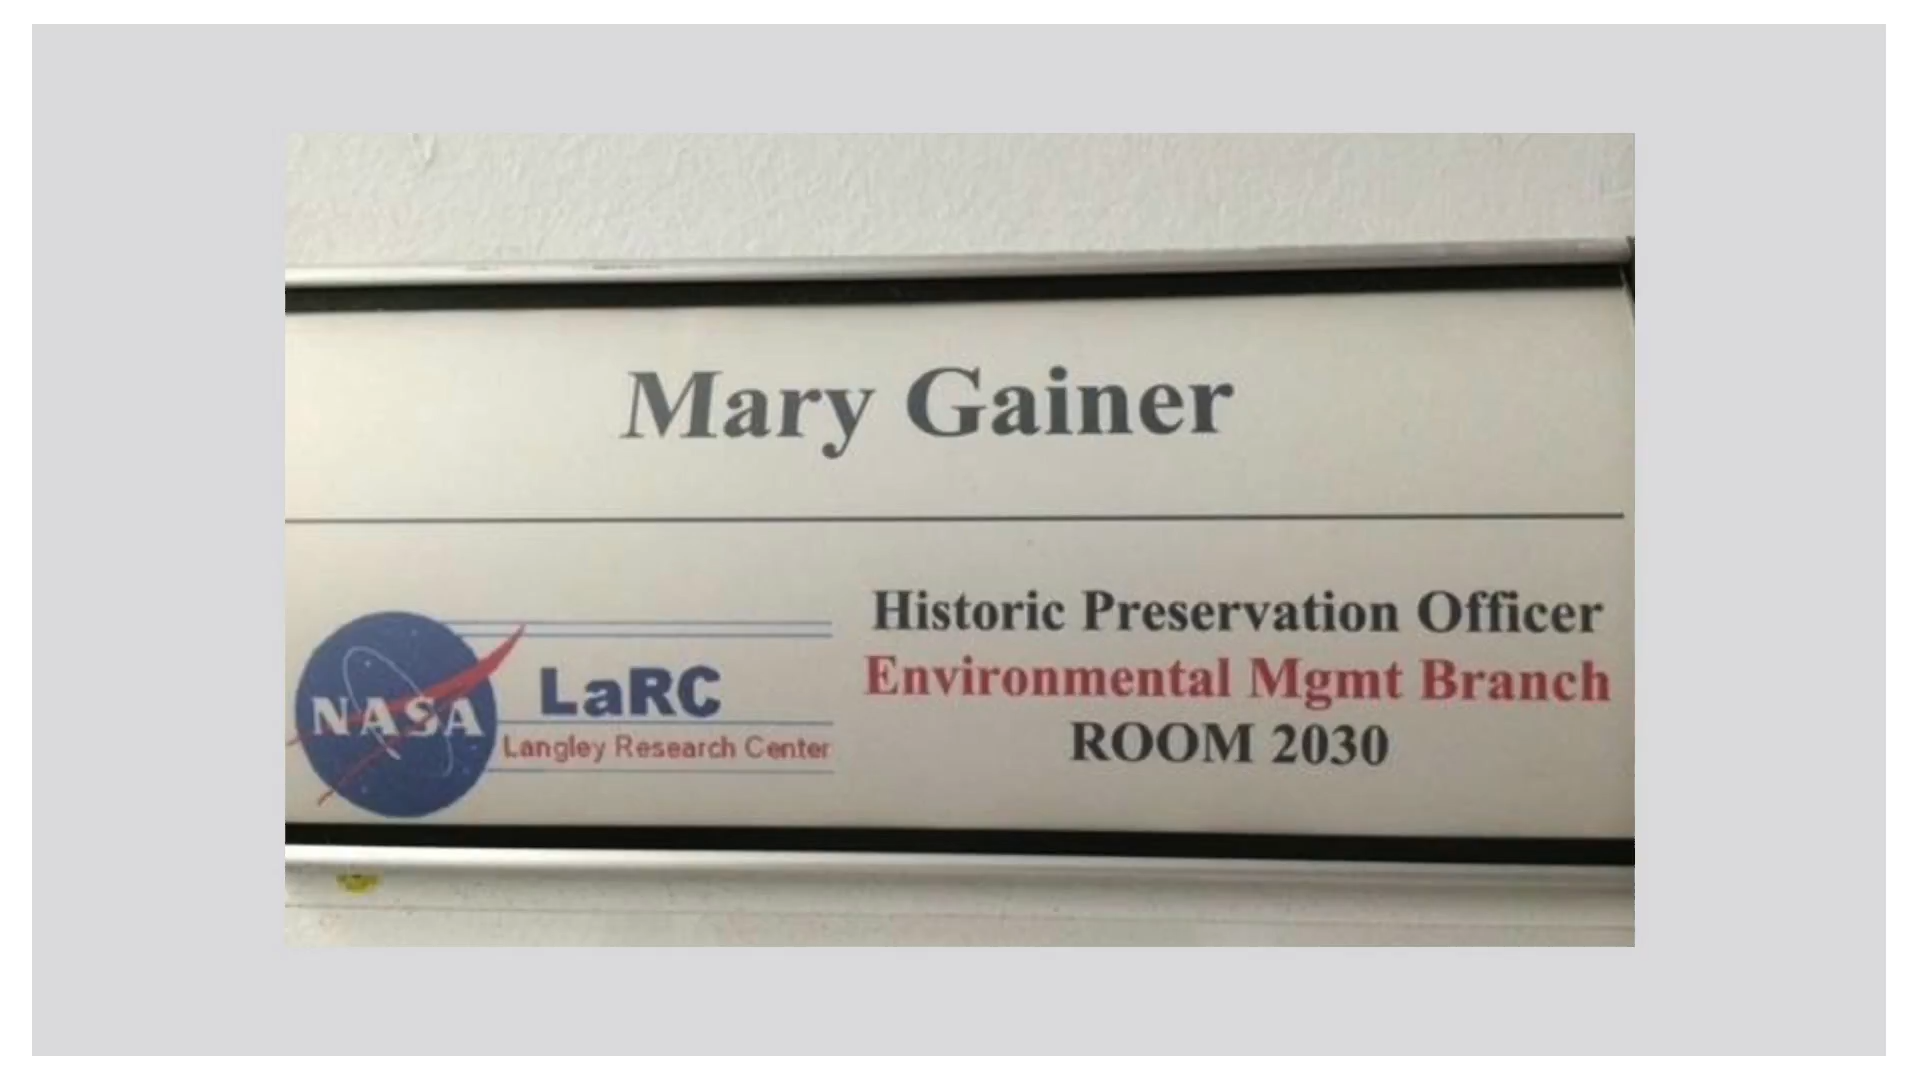 Mary Gainer
NASA
LaRC
Langley Research Center
Historic Preservation Officer
Environmental Mgmt Branch
ROOM 2030